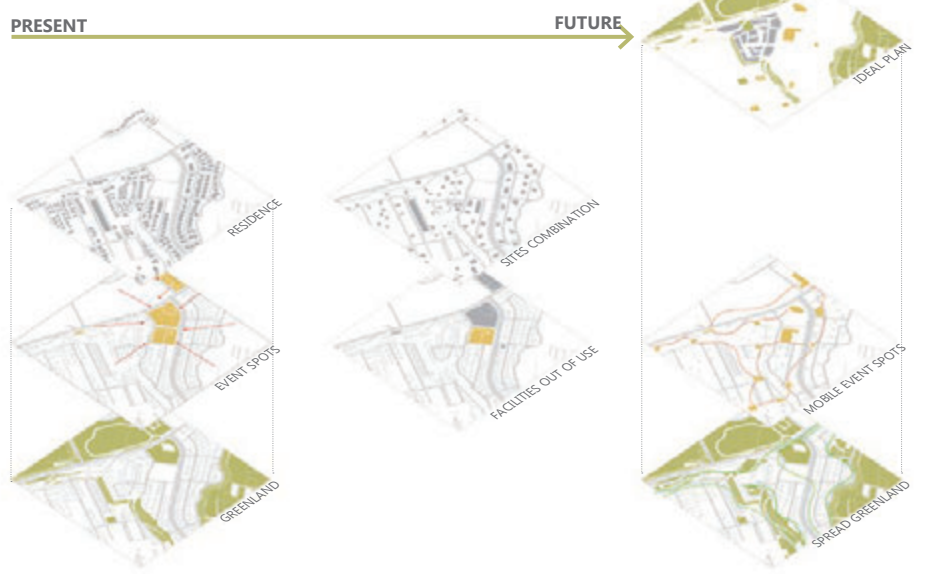 PRESENT
FUTURE
IDEAL PLAN
RESIDENCE
SITES COMBINATION
EVENT SPOTS
FACILITIES OUT OF USE
MOBILE EVENT SPOTS
GREENLAND
SPREAD GREENLAND